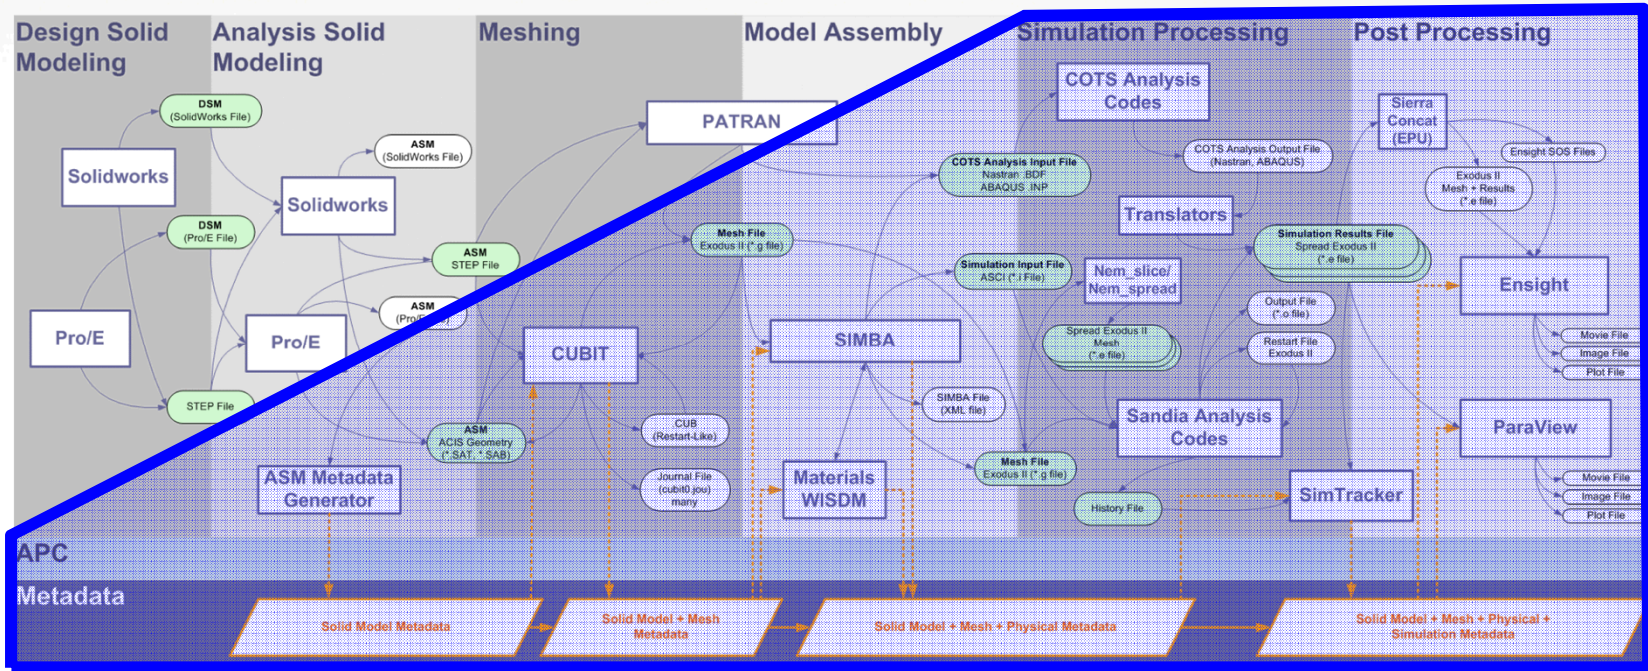 Design Solid
Modeling
Analysis Solid
Modeling
Meshing
Model Assembly
Simulation Processing
Post Processing
DSM
(SolidWorks File)
Solidworks
DSM
(Pro/E File)
Pro/E
STEP File
ASM
(SolidWorks File)
Solidworks
ASM
STEP File
ASM
(Pro/E
Pro/E
ASM
ACIS Geometry
(*.SAT, *.SAB)
ASM Metadata
Generator
PATRAN
Mesh File
Exodus II (*.g file)
CUBIT
CUB
(Restart-Like)
Journal File
(cubit0.jou)
many
COTS Analysis Input File
Nastran .BDF
ABAQUS .INP
Simulation Input File
ASCI (*.i File)
SIMBA
SIMBA File
(XML file)
Materials
WISDM
Mesh File
Exodus II (*.g file)
COTS Analysis
Codes
COTS Analysis Output File
(Nastran, ABAQUS)
Translators
Simulation Results File
Spread Exodus II
(*.e file)
Nem_slice/
Nem_spread
Spread Exodus II
Mesh
(*.e file)
Output File
(*.o file)
Restart File
Exodus II
Sandia Analysis
Codes
History File
SimTracker
Sierra
Concat
(EPU)
Ensight SOS Files
Exodus II
Mesh + Results
(*.e file)
Ensight
Movie File
Image File
Plot File
ParaView
Movie File
Image File
Plot File
APC
Metadata
Solid Model Metadata
Solid Model + Mesh
Metadata
Solid Model + Mesh + Physical Metadata
Solid Model + Mesh + Physical +
Simulation Metadata